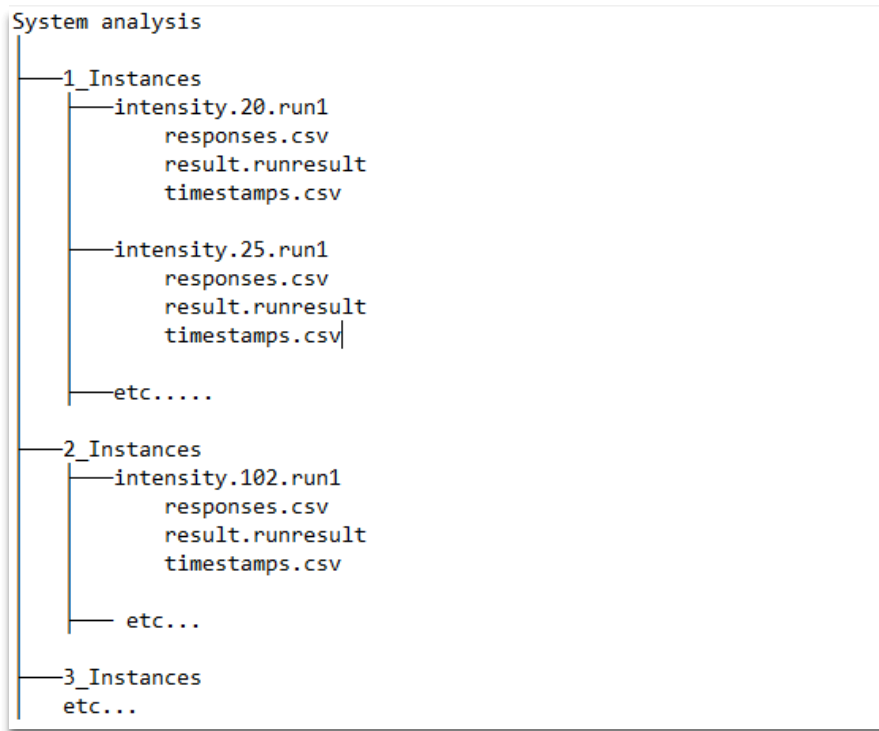 System analysis
1_Instances
intensity.20.run1
responses.csv
result.runresult
timestamps.csv
intensity.25.run1
responses.csv
result.runresult
timestamps.csv
etc.....
2_Instances
intensity.102.run1
responses.csv
result.runresult
timestamps.csv
etc...
3_Instances
etc...